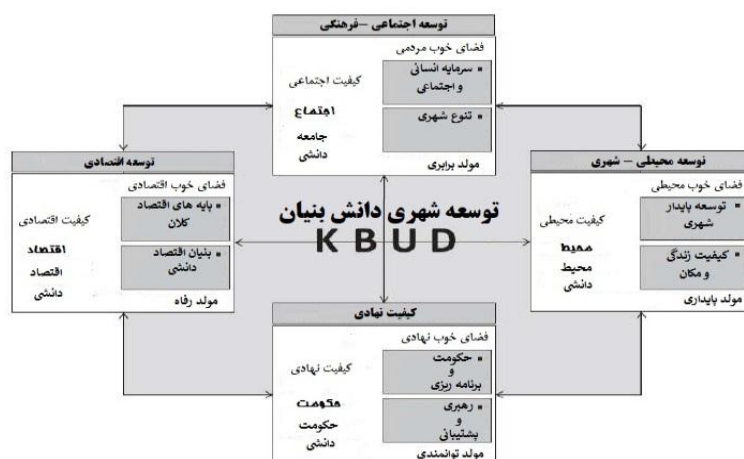 توسعه اجتماعی -فرهنگی
فضای خوب مردمی
کیفیت اجتماعی
اجتماع
جامعه
دانشی
▪ سرمایه انسانی
و اجتماعی
▪ تنوع شهری
مولد برابری
توسعه محیطی – شهری
فضای خوب محیطی
کیفیت محیطی
محیط
محیط
دانشی
▪ توسعه پایدار
شهری
▪ کیفیت زندگی
و مکان
مولد پایداری
توسعه شهری دانش بنیان
KBUD
توسعه اقتصادی
فضای خوب اقتصادی
کیفیت اقتصادی
اقتصاد
اقتصاد
دانشی
▪ پایه های اقتصاد
کلان
▪ بنیان اقتصاد
دانشی
مولد رفاه
کیفیت نهادی
فضای خوب نهادی
کیفیت نهادی
حکومت
حکومت
دانشی
▪ حکومت
و
برنامه ریزی
▪ رهبری
و
پشتیبانی
مولد توانمندی